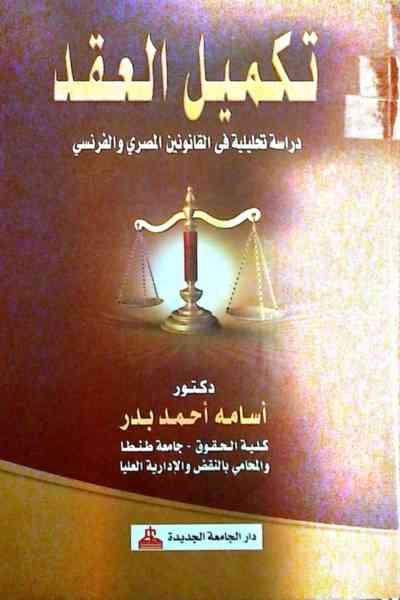 تكميل العقد
دراسة تحليلية فى القانونين المصري والفرنسي
دكتور
أسامه أحمد بدر
كلية الحقوق - جامعة طنطا
والمحامي بالنقض والإدارية العليا
دار الجامعة الجديدة